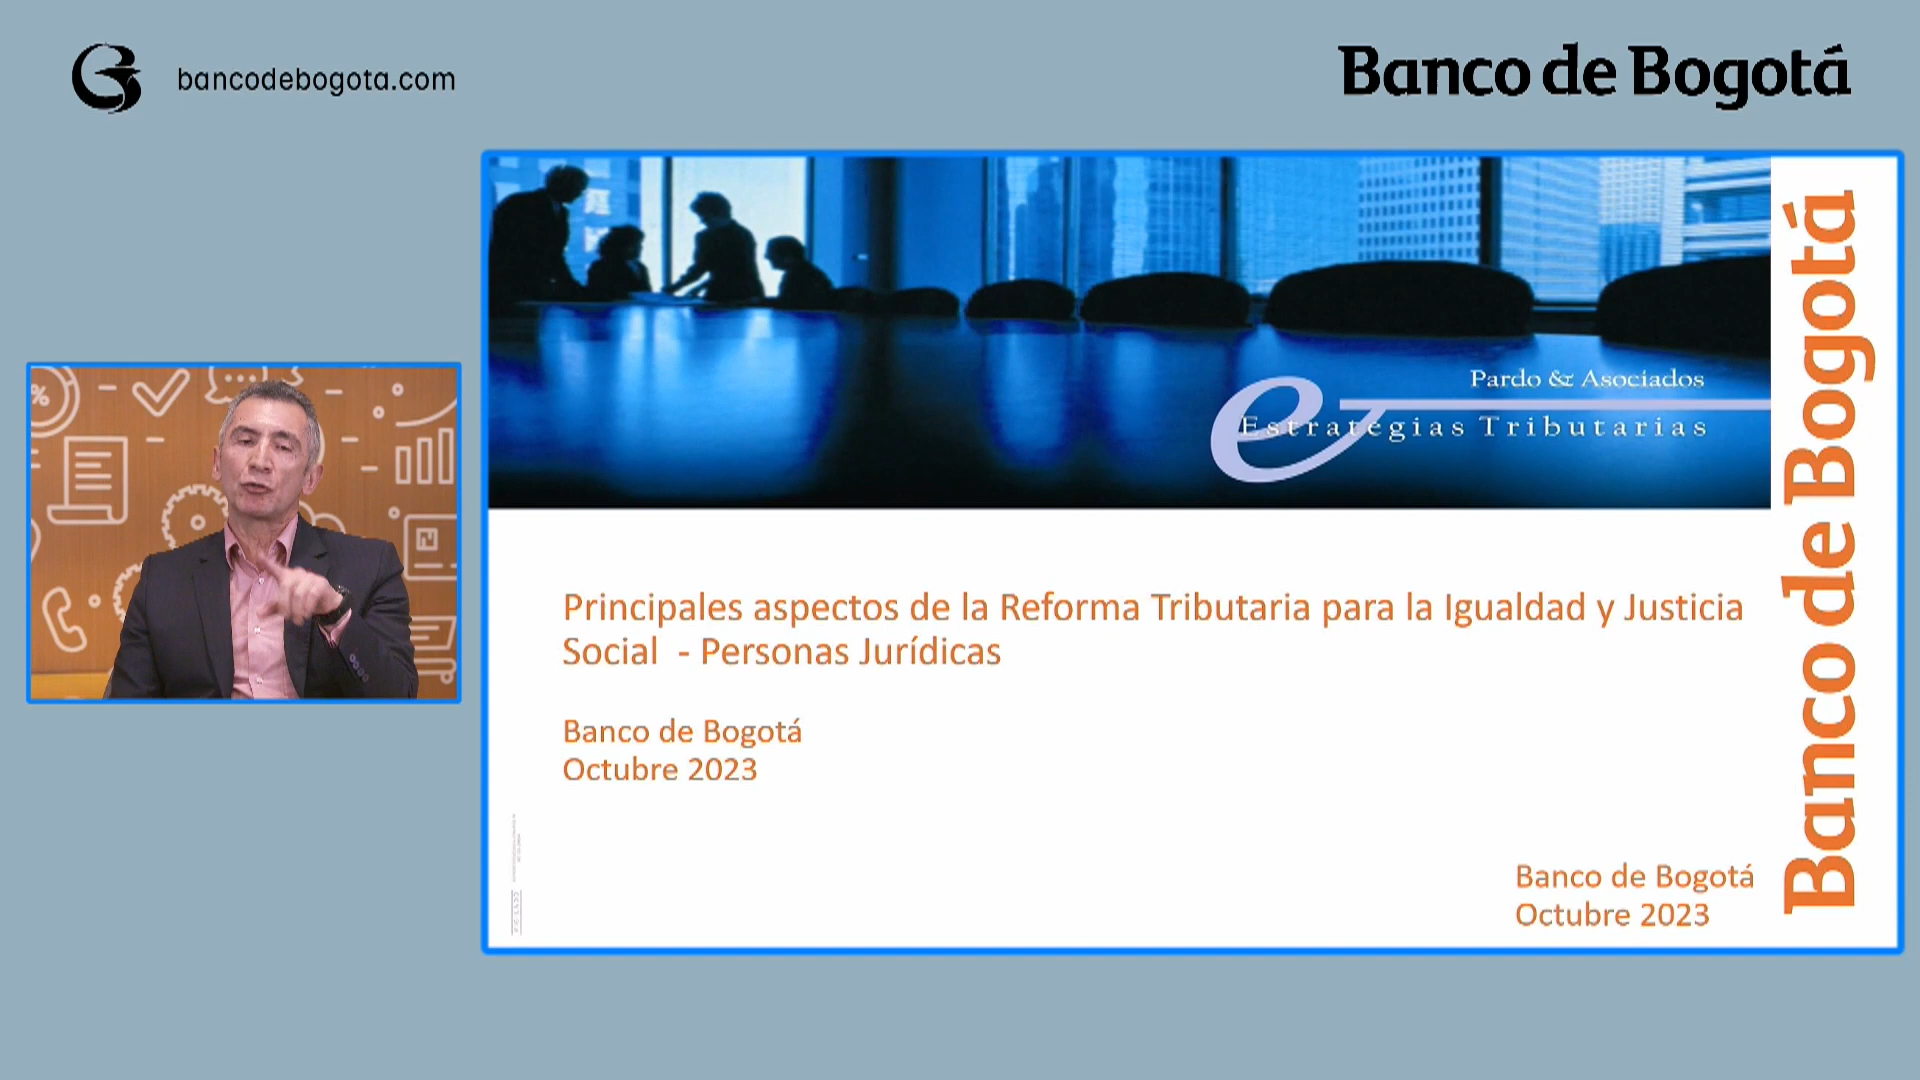 bancodebogota.com
Banco de Bogotá
Pardo & Asociados
Estrategias Tributarias
Banco de Bogotá
Principales aspectos de la Reforma Tributaria para la Igualdad y Justicia
Social - Personas Jurídicas
Banco de Bogotá
Octubre 2023
Banco de Bogotá
Octubre 2023
%